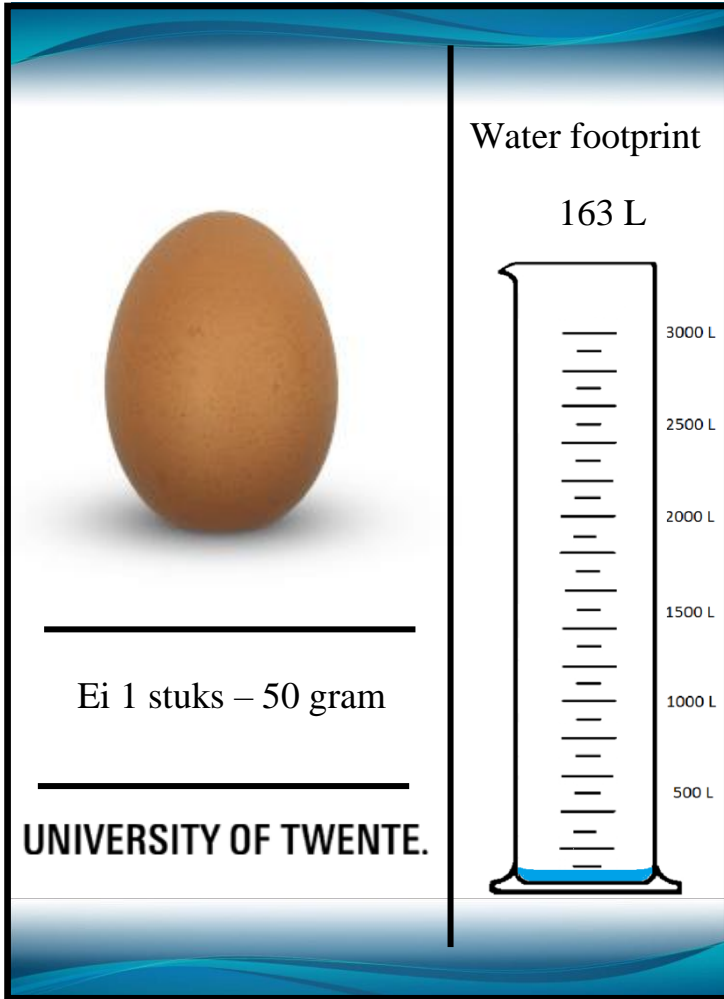 Water footprint
163 L
3000 L
2500 L
2000 L
1500 L
1000 L
500 L
Ei 1 stuks – 50 gram
UNIVERSITY OF TWENTE.